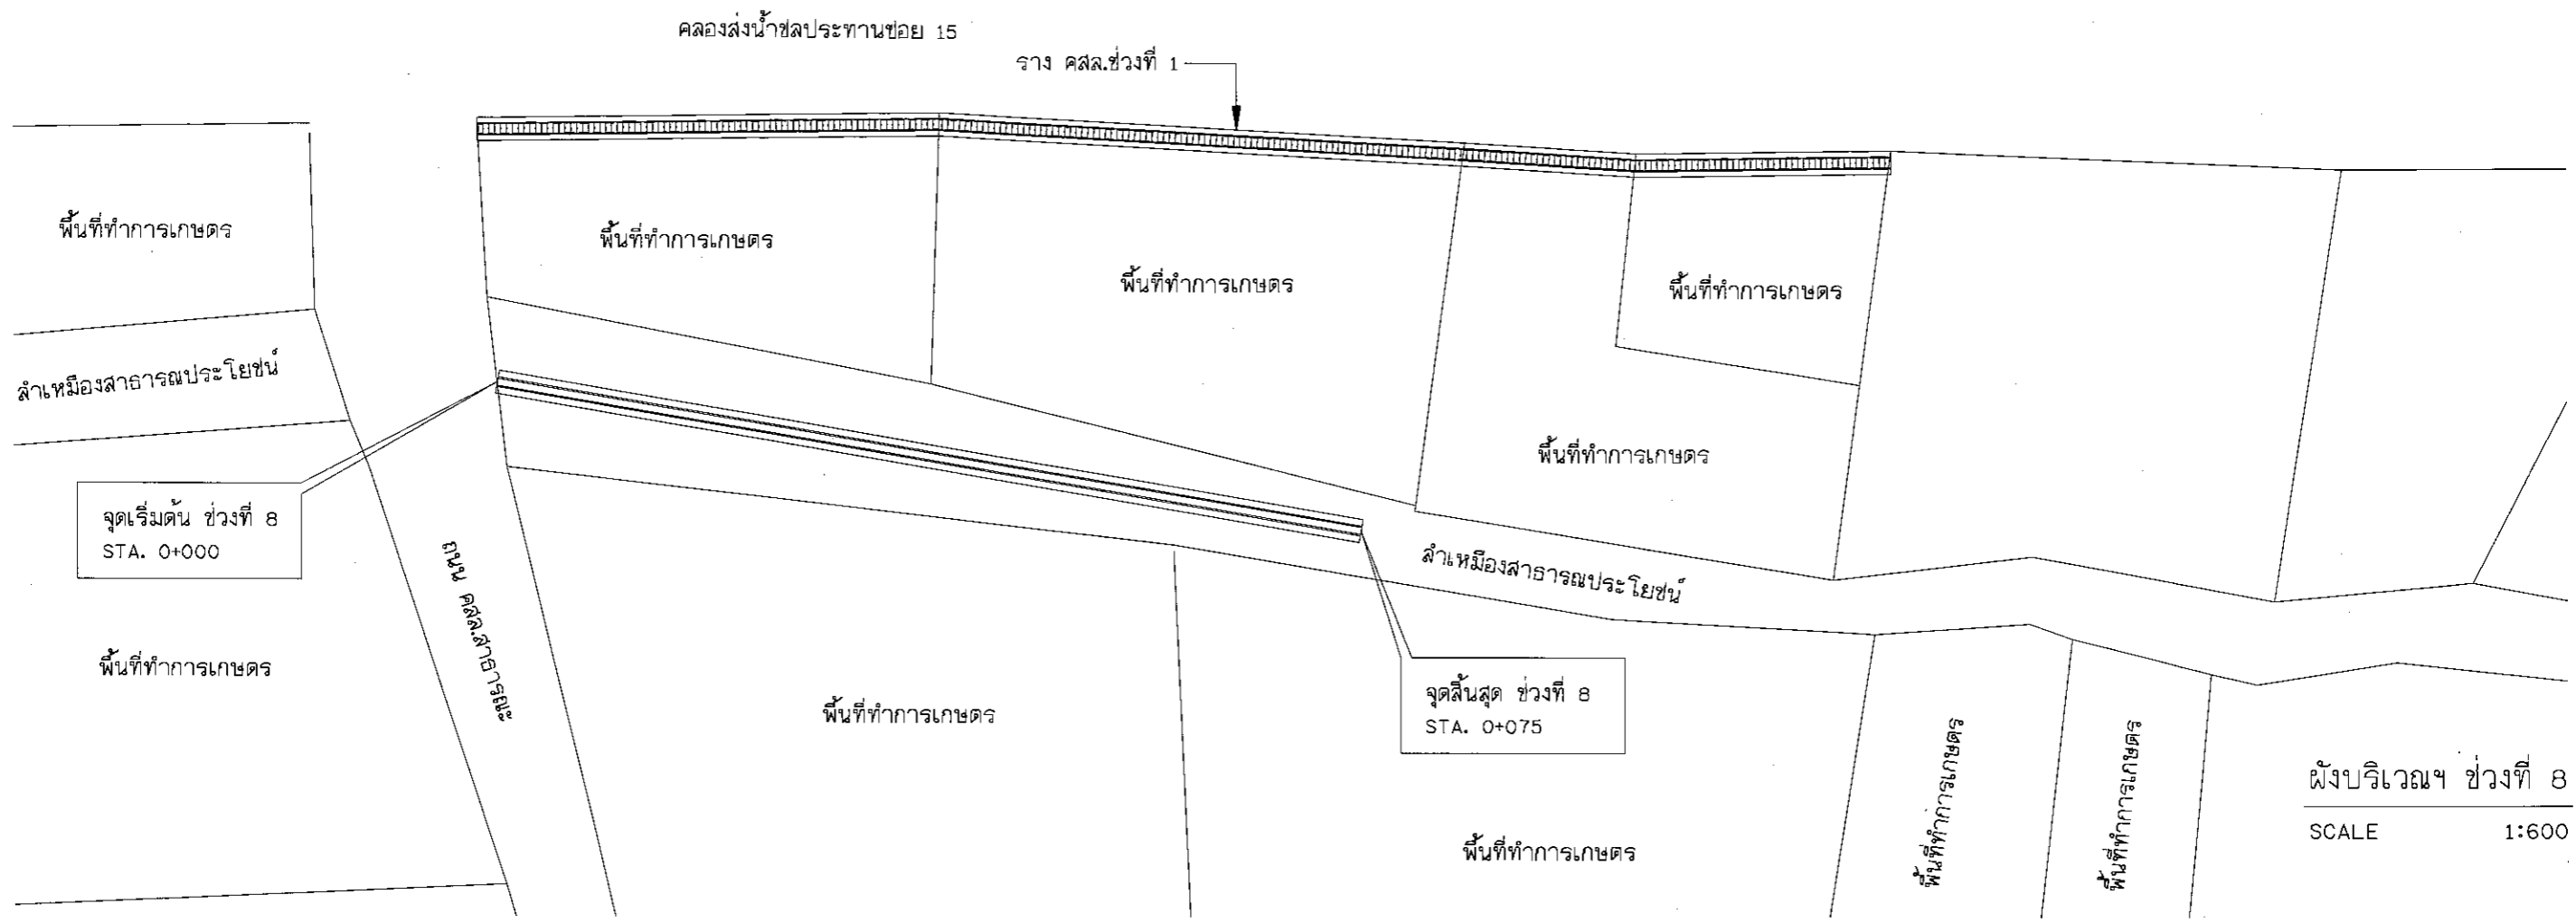 คลองส่งน้ำชลประทานซอย 15
ราง คสล.ช่วงที่ 1
พื้นที่ทำการเกษตร
พื้นที่ทำการเกษตร
พื้นที่ทำการเกษตร
พื้นที่ทำการเกษตร
ลำเหมืองสาธารณประโยชน์
พื้นที่ทำการเกษตร
จุดเริ่มต้น ช่วงที่ 8
STA. 0+000
ถนน คสล.สาธารณะ
ลำเหมืองสาธารณประโยชน์
พื้นที่ทำการเกษตร
พื้นที่ทำการเกษตร
จุดสิ้นสุด ช่วงที่ 8
STA. 0+075
พื้นที่ทำการเกษตร
พื้นที่ทำการเกษตร
พื้นที่ทำการเกษตร
ผังบริเวณฯ ช่วงที่ 8
SCALE 1:600